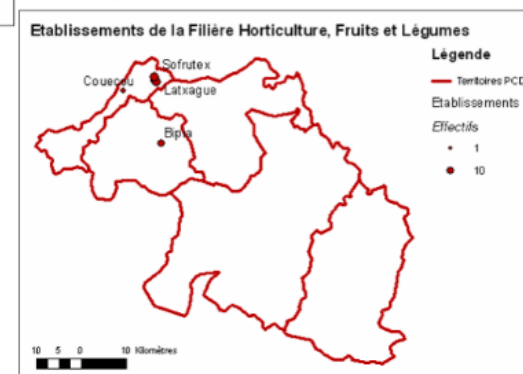 Etablissements de la Filière Horticulture, Fruits et Légumes
Légende
Territoires PCD
Etablissements
Effectifs
1
10
Sofrutex
Latxague
Bipia
10 5 0 10 Kilomètres